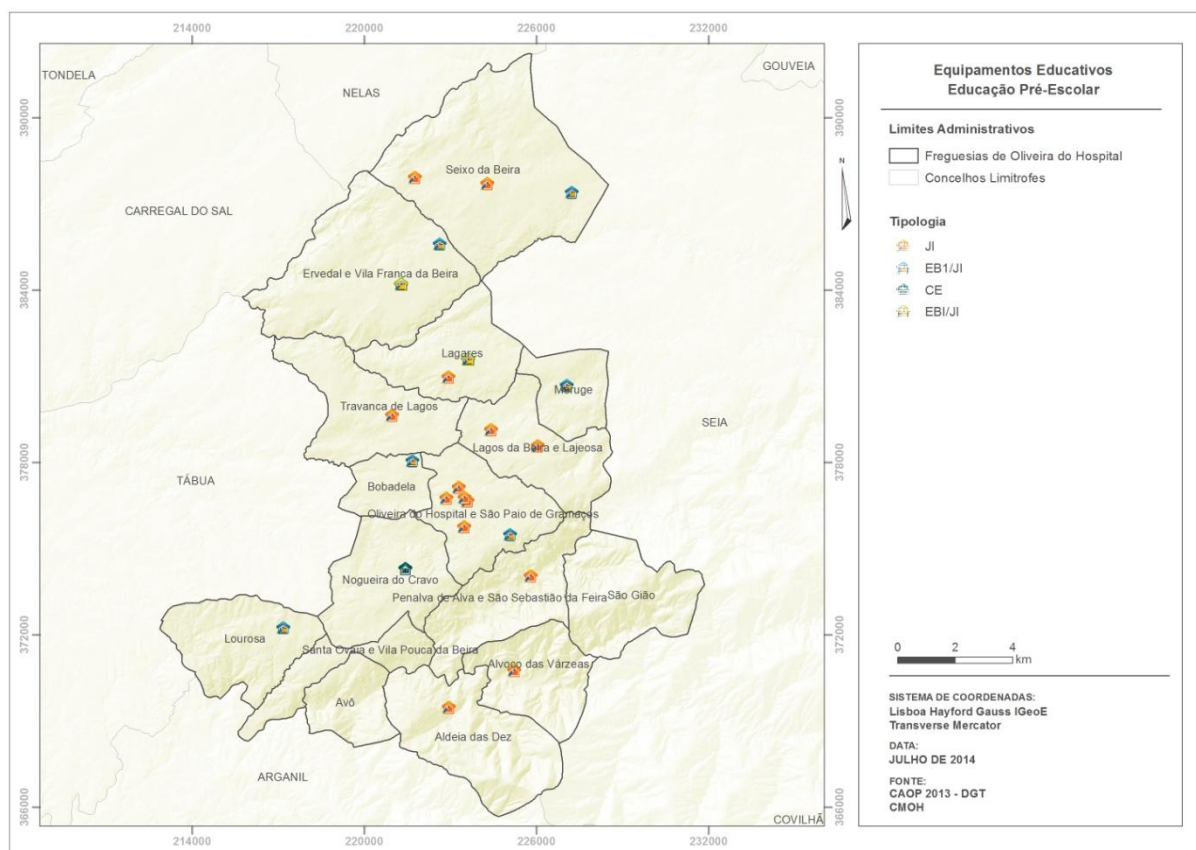 214000
220000
226000
232000
TONDELA
GOUVEIA
NELAS
390000
390000
Seixo da Beira
CARREGAL DO SAL
Ervedal e Vila Franca da Beira
384000
384000
Lagares
Meruge
Travanca de Lagos
SEIA
Lagos da Beira e Lajeosa
378000
378000
TÁBUA
Bobadela
Oliveira do Hospital e São Paio de Gramaços
Nogueira do Cravo
Penalva de Alva e São Sebastião da Feira
São Gião
372000
372000
Lourosa
Santa Ovaia e Vila Pouca da Beira
Alvoco das Várzeas
Avô
Aldeia das Dez
ARGANIL
366000
366000
COVILHÃ
214000
220000
226000
232000
N
Equipamentos Educativos
Educação Pré-Escolar
Limites Administrativos
Freguesias de Oliveira do Hospital
Concelhos Limitrofes
Tipologia
JI
EB1/JI
CE
EBI/JI
0 2 4
km
SISTEMA DE COORDENADAS:
Lisboa Hayford Gauss IGeoE
Transverse Mercator
DATA:
JULHO DE 2014
FONTE:
CAOP 2013 - DGT
CMOH